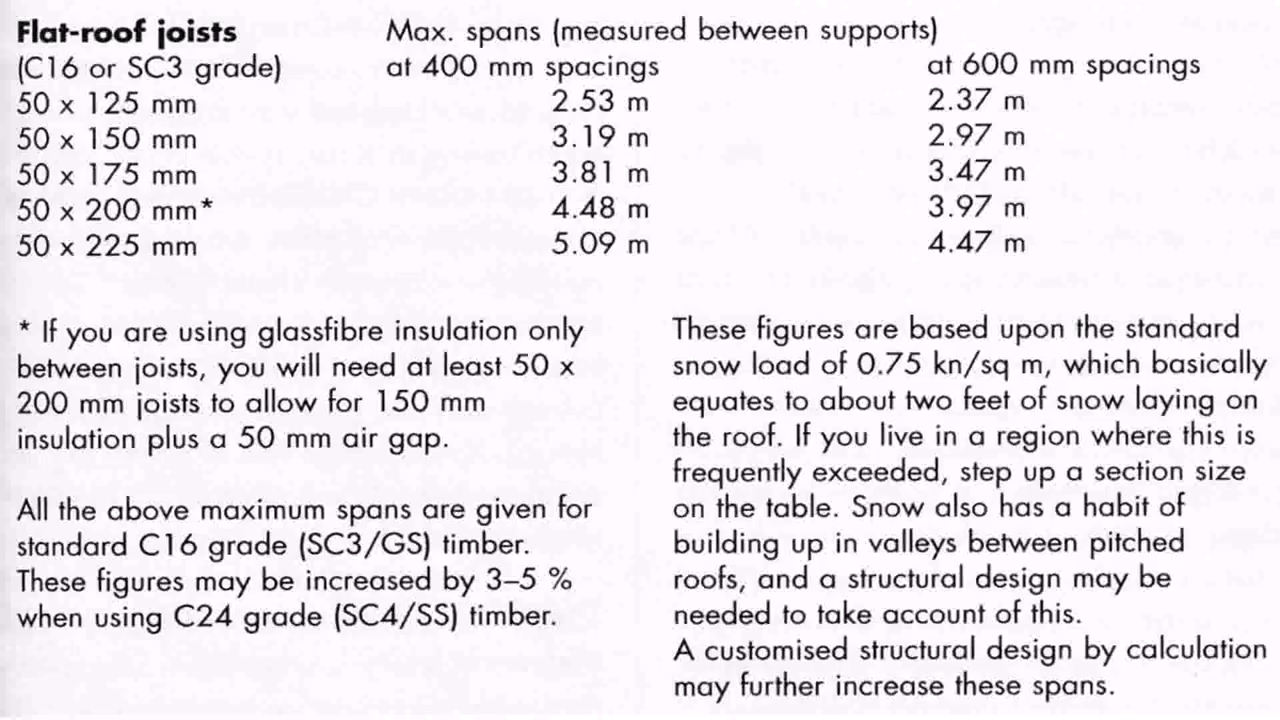 Flat-roof joists Max. spans (measured between supports)
(C16 or SC3 grade) at 400 mm spacings at 600 mm spacings
50 x 125 mm 2.53 m 2.37 m
50 x 150 mm 3.19 m 2.97 m
50 x 175 mm 3.81 m 3.47 m
50 x 200 mm* 4.48 m 3.97 m
50 x 225 mm 5.09 m 4.47 m
* If you are using glassfibre insulation only
between joists, you will need at least 50 x
200 mm joists to allow for 150 mm
insulation plus a 50 mm air gap.
All the above maximum spans are given for
standard C16 grade (SC3/GS) timber.
These figures may be increased by 3–5 %
when using C24 grade (SC4/SS) timber.
These figures are based upon the standard
snow load of 0.75 kn/sq m, which basically
equates to about two feet of snow laying on
the roof. If you live in a region where this is
frequently exceeded, step up a section size
on the table. Snow also has a habit of
building up in valleys between pitched
roofs, and a structural design may be
needed to take account of this.
A customised structural design by calculation
may further increase these spans.